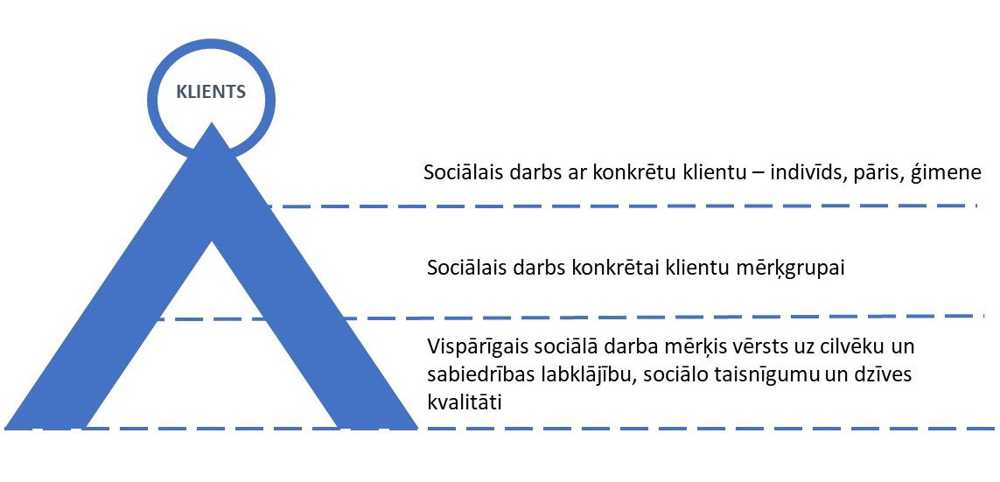 KLIENTS
Sociālais darbs ar konkrētu klientu – indivīds, pāris, ģimene
Sociālais darbs konkrētai klientu mērķgrupai
Vispārīgais sociālā darba mērķis vērsts uz cilvēku un
sabiedrības labklājību, sociālo taisnīgumu un dzīves
kvalitāti